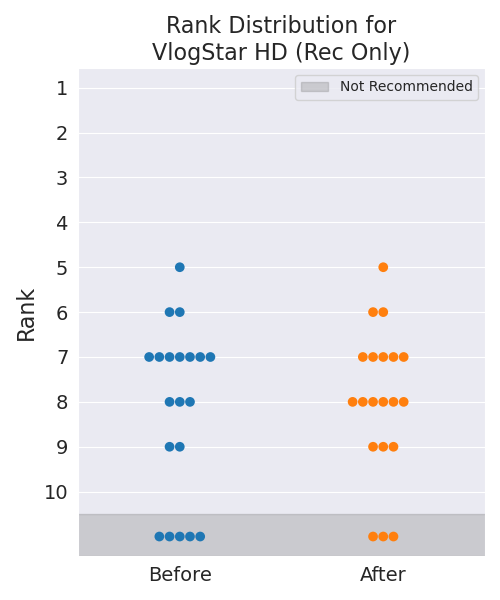 Rank Distribution for
VlogStar HD (Rec Only)
Not Recommended
1
2
3
4
5
6
7
8
9
10
Rank
Before
After